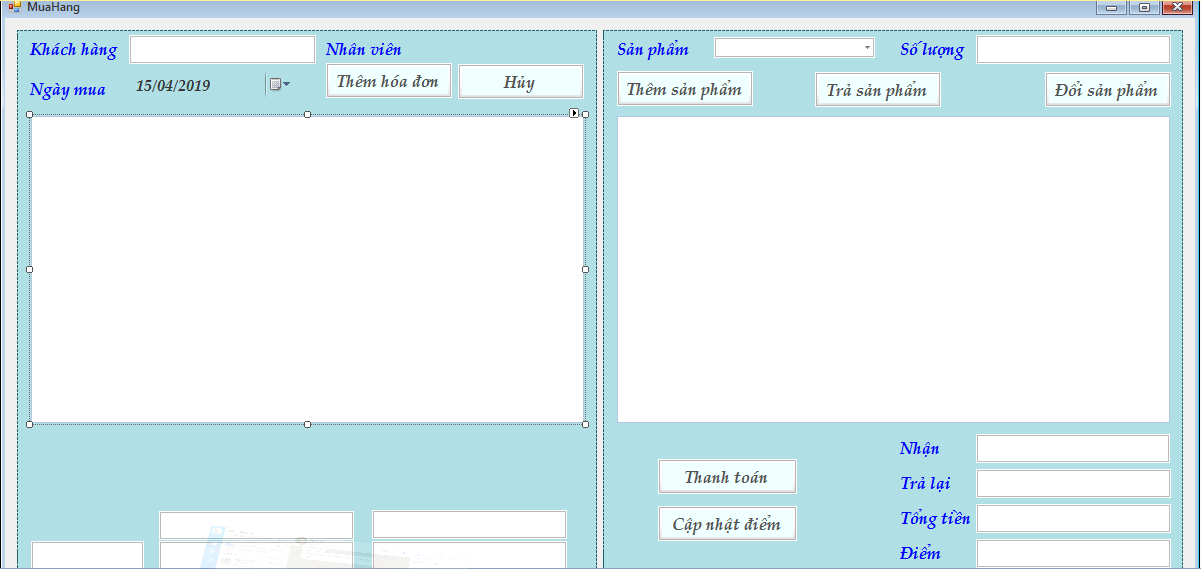 MuaHang
Khách hàng
Nhân viên
Ngày mua
15/04/2019
Thêm hóa đơn
Hủy
Sản phẩm
Số lượng
Thêm sản phẩm
Trả sản phẩm
Đổi sản phẩm
Nhận
Thanh toán
Trả lại
Cập nhật điểm
Tổng tiền
Điểm